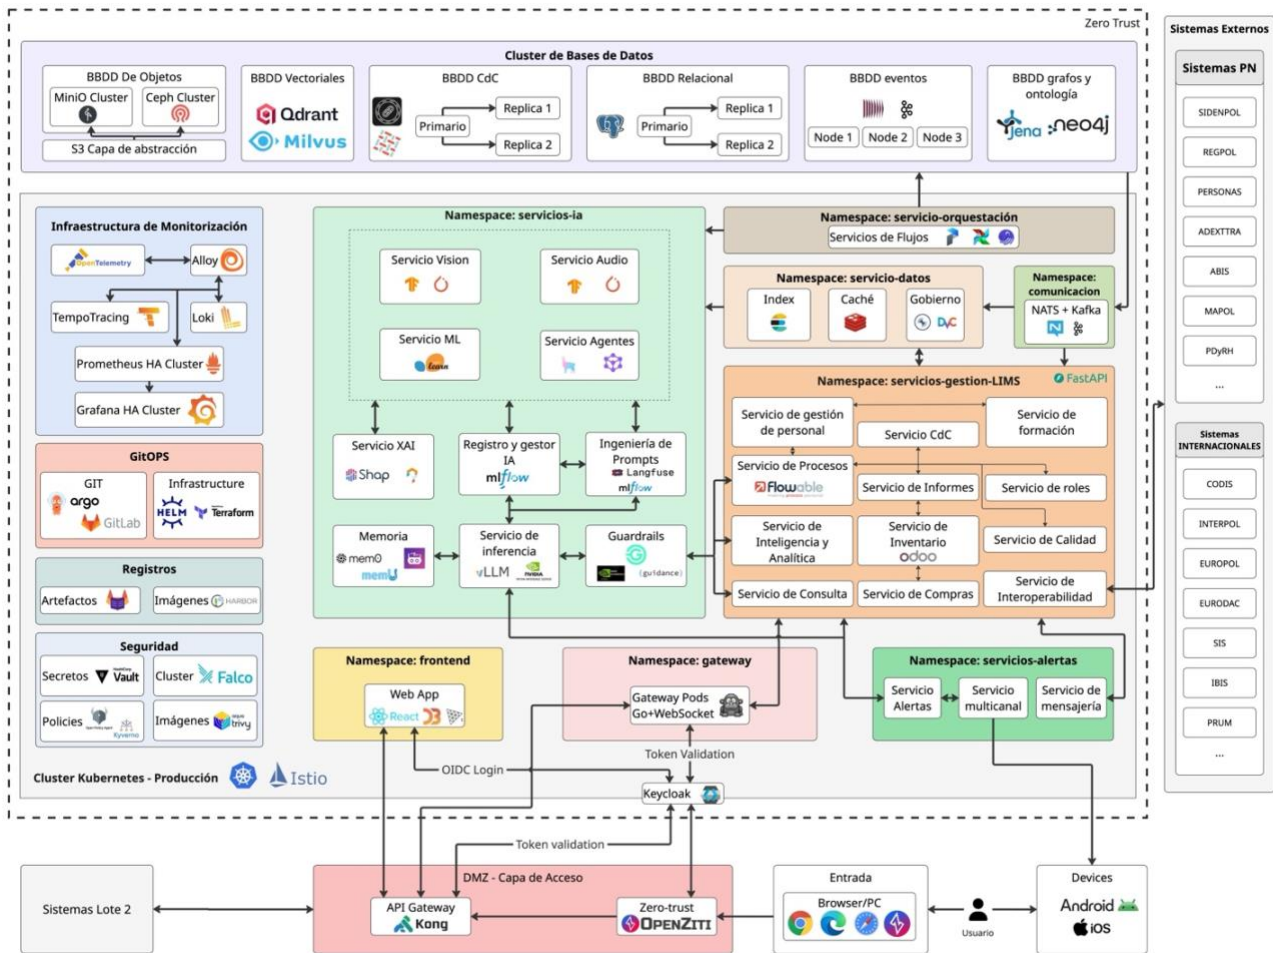 Zero Trust
Cluster de Bases de Datos
BBDD De Objetos
MiniO Cluster
Ceph Cluster
S3 Capa de abstracción
BBDD Vectoriales
Qdrant
Milvus
BBDD CdC
Primario
Replica 1
Replica 2
BBDD Relacional
Primario
Replica 1
Replica 2
BBDD eventos
Node 1
Node 2
Node 3
BBDD grafos y
ontología
Jena
neo4j
Infraestructura de Monitorización
OpenTelemetry
Alloy
TempoTracing
Loki
Prometheus HA Cluster
Grafana HA Cluster
GitOPS
GIT
argo
GitLab
Infrastructure
HELM
Terraform
Registros
Artefactos
Imágenes
HARBOR
Seguridad
Secretos
Vault
Cluster
Falco
Policies
Kyverno
Imágenes
trivy
Cluster Kubernetes - Producción
Istio
Namespace: servicios-ia
Servicio Vision
Servicio Audio
Servicio ML
learn
Servicio Agentes
Servicio XAI
Shap
Registro y gestor
IA
mlflow
Ingeniería de
Prompts
Langfuse
mlflow
Memoria
mem0
memU
Servicio de
inferencia
vLLM
NVIDIA
Guardrails
{guidance}
Namespace: servicio-orquestación
Servicios de Flujos
Namespace: servicio-datos
Index
Caché
Gobierno
DVC
Namespace:
comunicacion
NATS + Kafka
Namespace: servicios-gestion-LIMS
FastAPI
Servicio de gestión
de personal
Servicio CdC
Servicio de
formación
Servicio de Procesos
Flowable
Servicio de Informes
Servicio de roles
Servicio de
Inteligencia y
Analítica
Servicio de
Inventario
odoo
Servicio de Calidad
Servicio de Consulta
Servicio de Compras
Servicio de
Interoperabilidad
Namespace: frontend
Web App
React
Namespace: gateway
Gateway Pods
Go+WebSocket
Namespace: servicios-alertas
Servicio
Alertas
Servicio
multicanal
Servicio de
mensajería
OIDC Login
Token Validation
Keycloak
Token validation
Sistemas Lote 2
DMZ - Capa de Acceso
API Gateway
Kong
Zero-trust
OPENZITI
Entrada
Browser/PC
Usuario
Devices
Android
iOS
Sistemas Externos
Sistemas PN
SIDENPOL
REGPOL
PERSONAS
ADEXTTRA
ABIS
MAPOL
PDyRH
...
Sistemas
INTERNACIONALES
CODIS
INTERPOL
EUROPOL
EURODAC
SIS
IBIS
PRUM
...